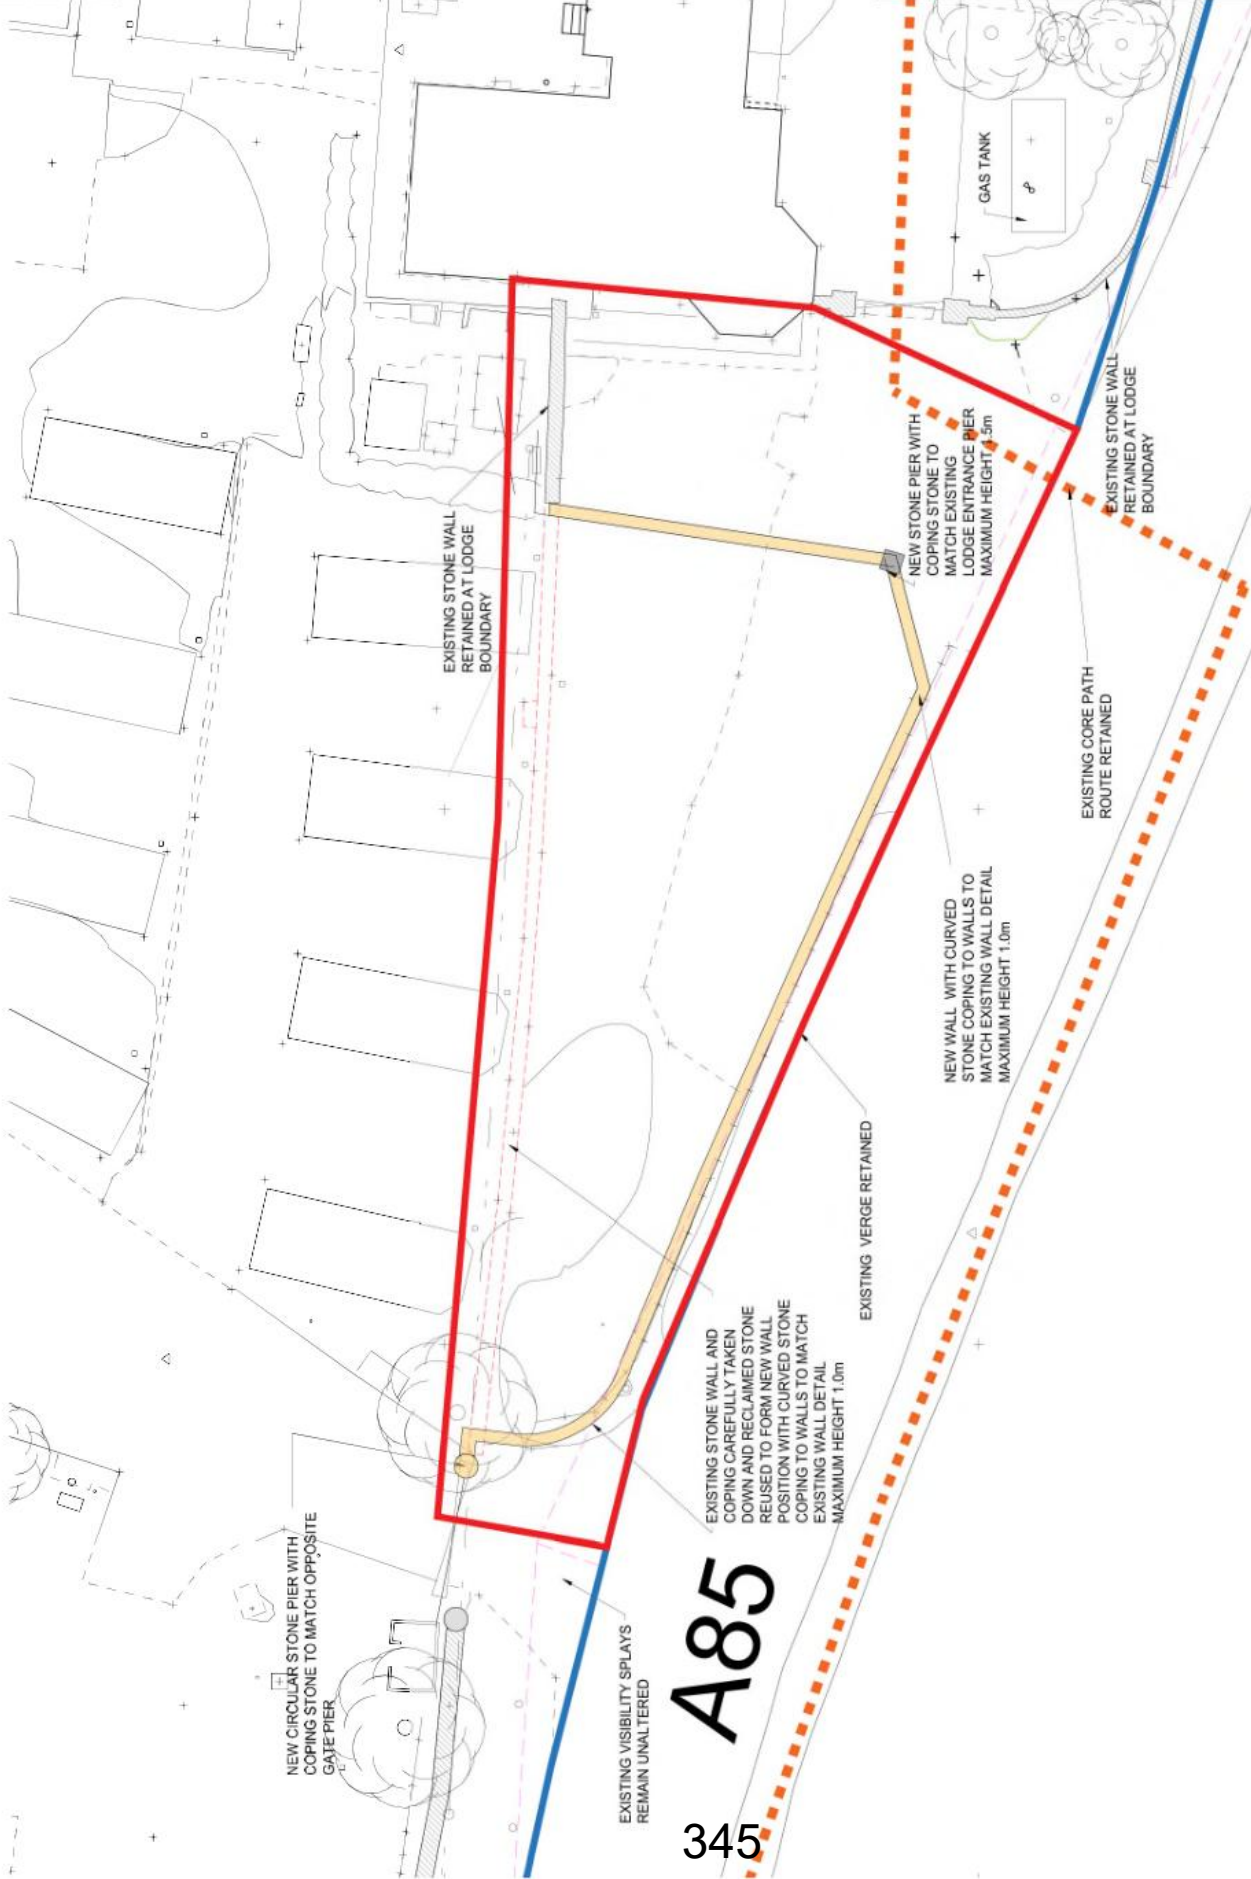 GAS TANK
EXISTING STONE WALL
RETAINED AT LODGE
BOUNDARY
NEW STONE PIER WITH
COPING STONE TO
MATCH EXISTING
LODGE ENTRANCE PIER
MAXIMUM HEIGHT 1.5m
EXISTING STONE WALL
RETAINED AT LODGE
BOUNDARY
EXISTING CORE PATH
ROUTE RETAINED
NEW WALL WITH CURVED
STONE COPING TO WALLS TO
MATCH EXISTING WALL DETAIL
MAXIMUM HEIGHT 1.0m
EXISTING VERGE RETAINED
EXISTING STONE WALL AND
COPING CAREFULLY TAKEN
DOWN AND RECLAIMED STONE
REUSED TO FORM NEW WALL
POSITION WITH CURVED STONE
COPING TO WALLS TO MATCH
EXISTING WALL DETAIL
MAXIMUM HEIGHT 1.0m
NEW CIRCULAR STONE PIER WITH
COPING STONE TO MATCH OPPOSITE
GATE PIER
EXISTING VISIBILITY SPLAYS
REMAIN UNALTERED
A85
345